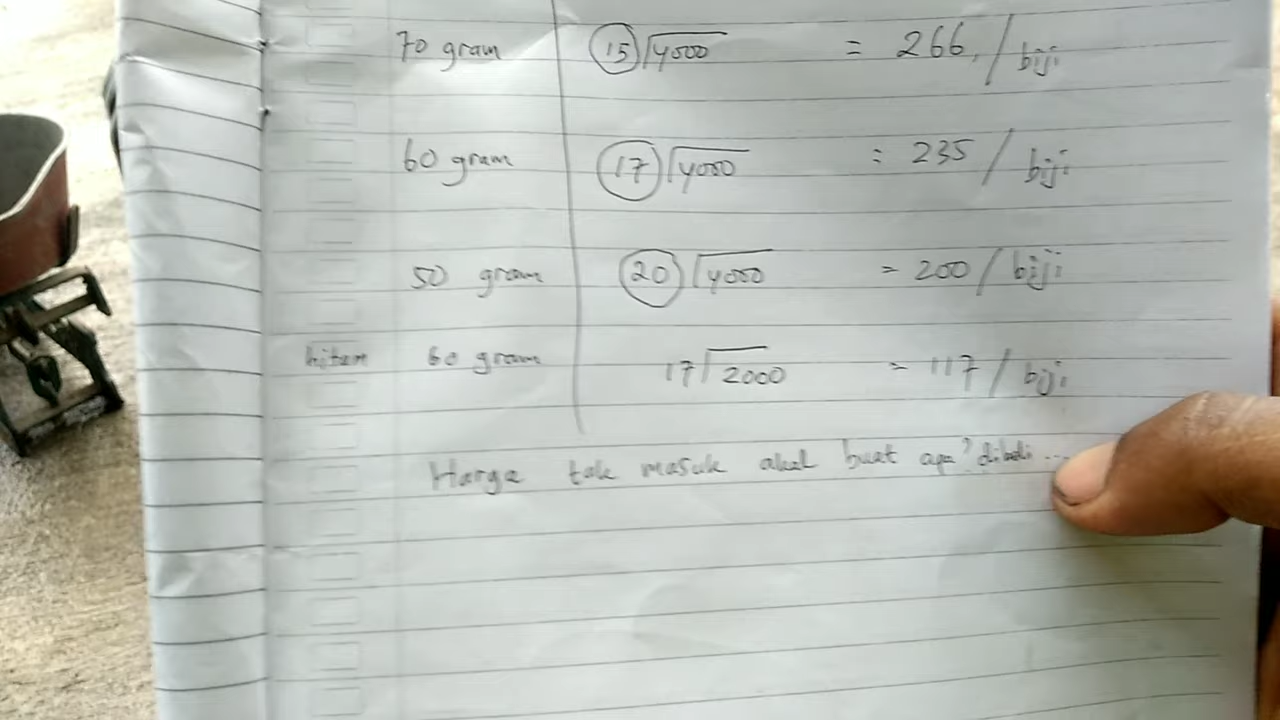 70 gram 15 4000 = 266, / biji
60 gram 17 4000 : 235 / biji
50 gram 20 4000 = 200 / biji
hitam 60 gram 17 2000 = 117 / biji
Harga tak masuk akal buat apa? dibeli ...